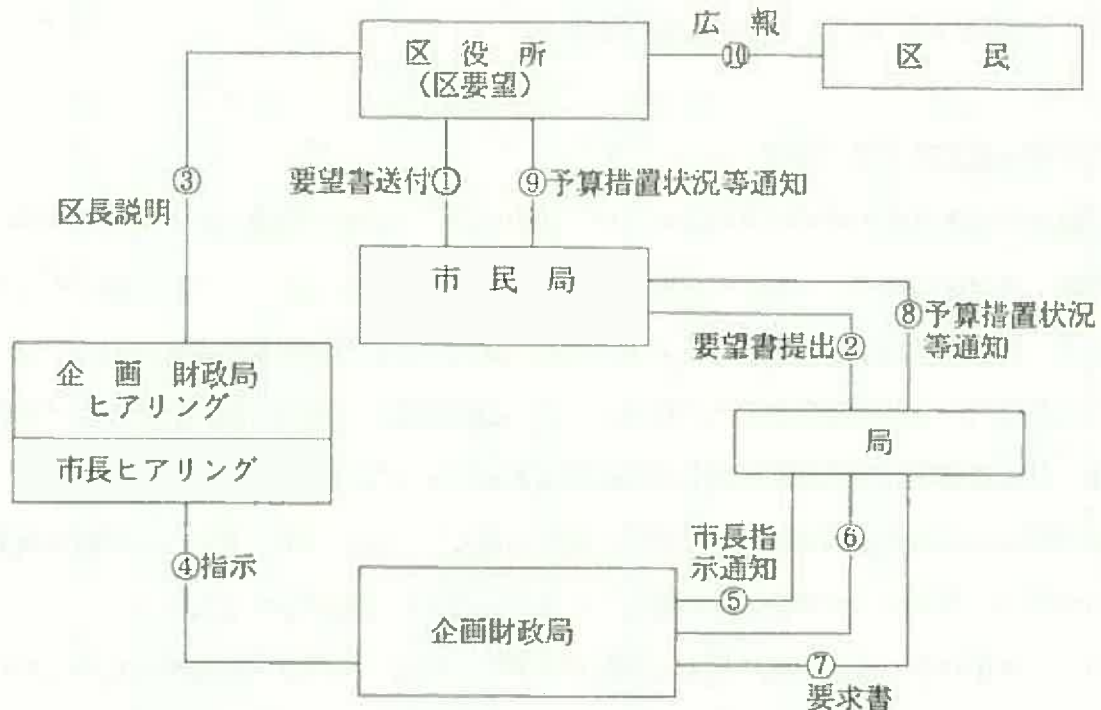 広　報
区　役　所
（区要望）
⑩
区　　民
③
要望書送付①
⑨予算措置状況等通知
区長説明
市　民　局
⑧予算措置状況
等通知
要望書提出②
企　画　財政局
ヒアリング
市長ヒアリング
局
市長指
示通知
⑤
⑥
④指示
企画財政局
⑦
要求書